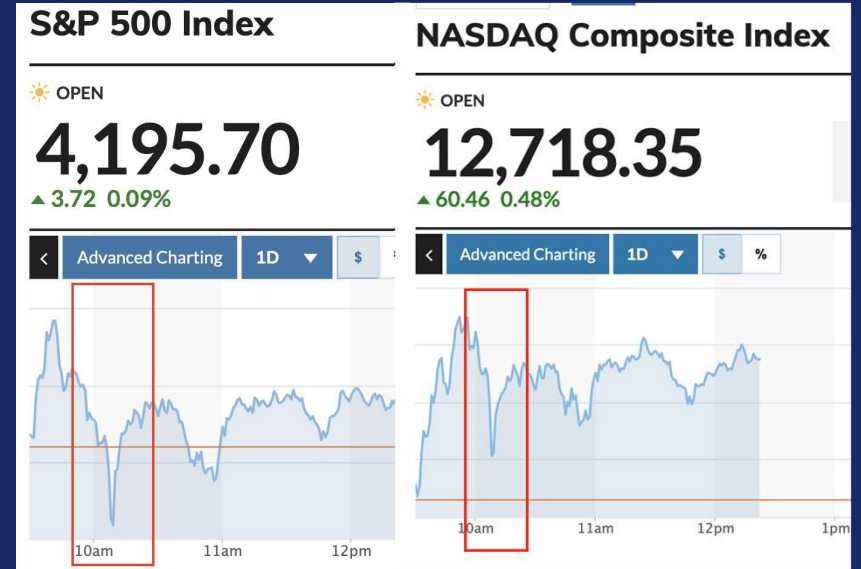 S&P 500 Index
OPEN
4,195.70
3.72 0.09%
Advanced Charting
1D
$
10am
11am
12pm
NASDAQ Composite Index
OPEN
12,718.35
60.46 0.48%
Advanced Charting
1D
$
%
10am
11am
12pm
1pm